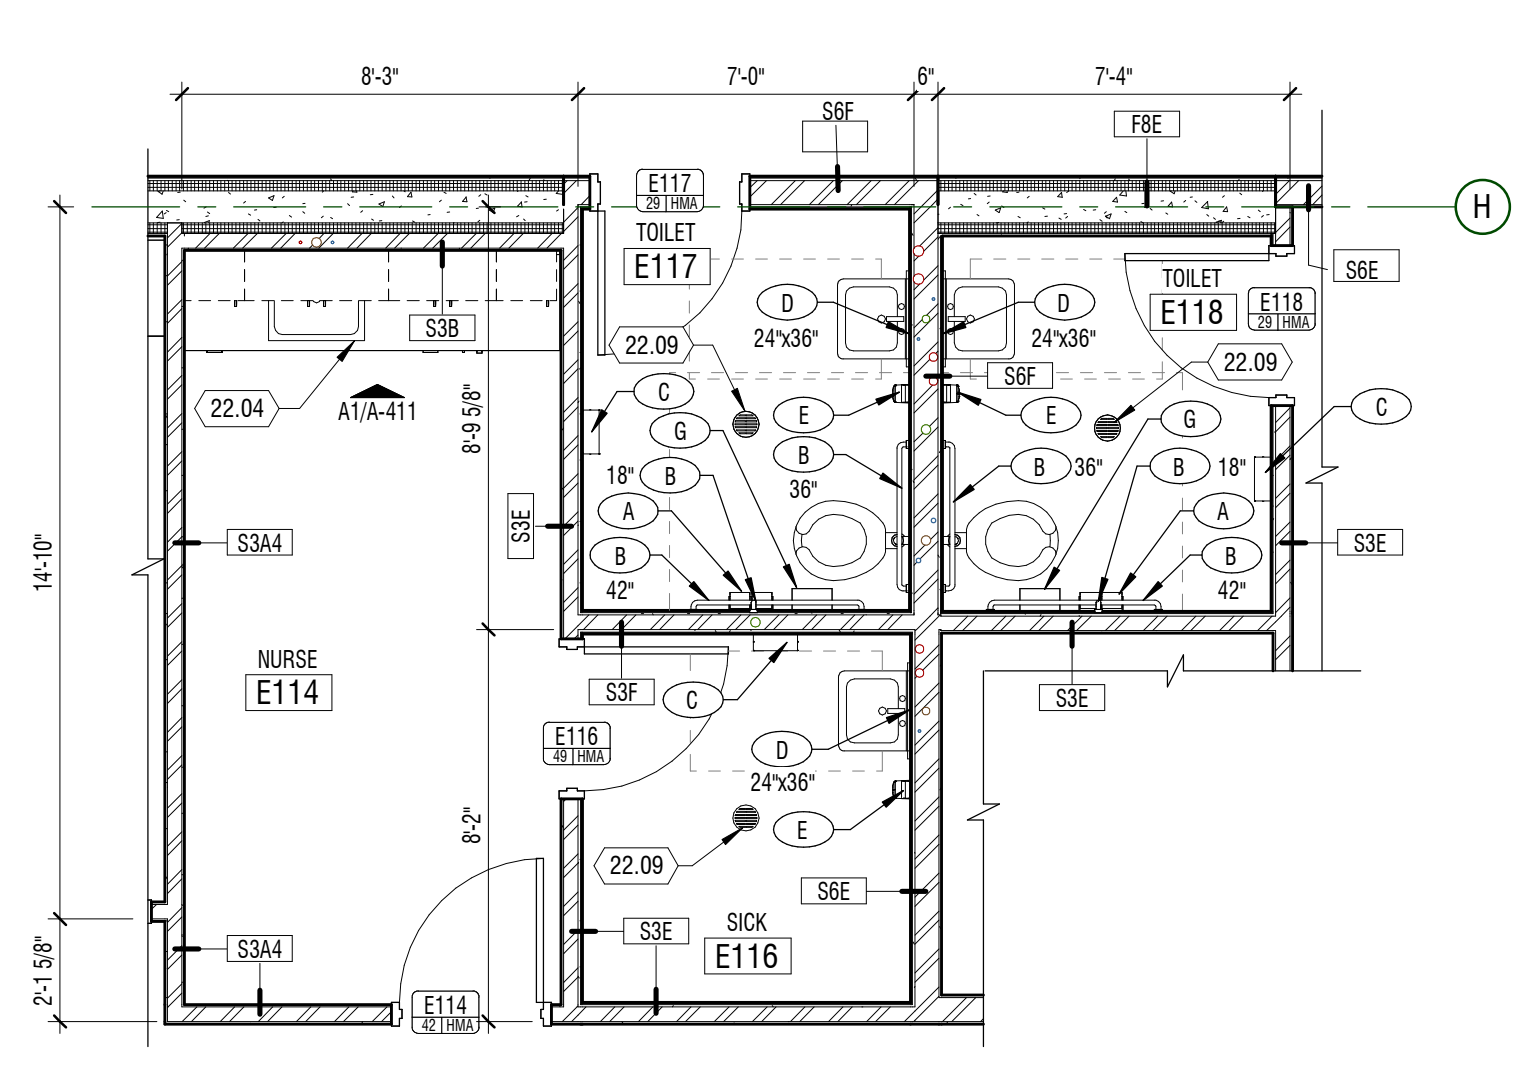 8'-3"
7'-0"
6"
7'-4"
S6F
F8E
E117
29 | HMA
H
TOILET
E117
S6E
TOILET
E118
E118
29 | HMA
D
24"x36"
D
24"x36"
S3B
22.09
22.09
S6F
22.04
A1/A-411
C
E
E
C
G
G
8'-9 5/8"
B
36"
B
36"
18"
B
B
18"
A
A
S3E
S3A4
S3E
14'-10"
B
42"
B
42"
NURSE
E114
S3F
C
S3E
E116
49 | HMA
D
24"x36"
8'-2"
E
22.09
S6E
SICK
E116
S3E
S3A4
2'-1 5/8"
E114
42 | HMA